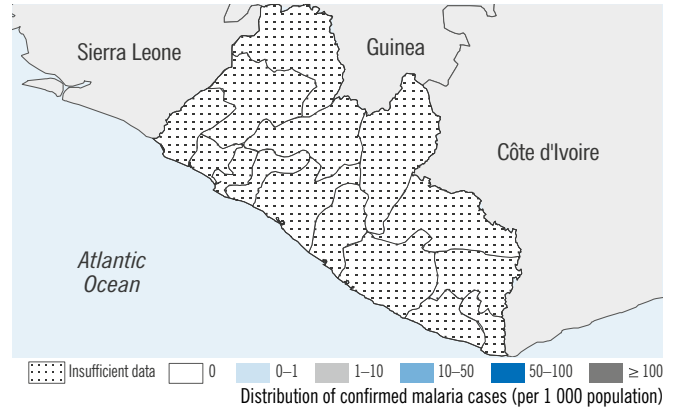 Sierra Leone
Guinea
Côte d'Ivoire
Atlantic
Ocean
Insufficient data 0 0–1 1–10 10–50 50–100 ≥ 100
Distribution of confirmed malaria cases (per 1 000 population)